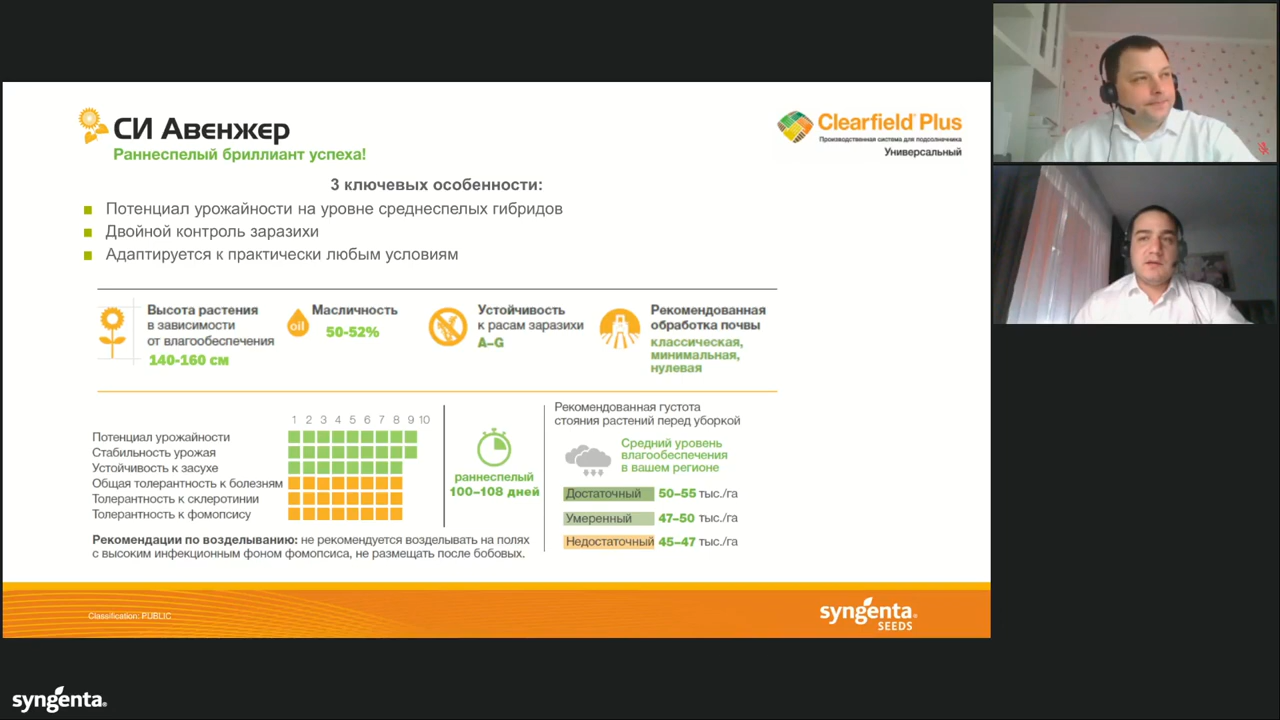 СИ Авенжер
Раннеспелый бриллиант успеха!
Clearfield® Plus
Производственная система для подсолнечника
Универсальный
3 ключевых особенности:
Потенциал урожайности на уровне среднеспелых гибридов
Двойной контроль заразихи
Адаптируется к практически любым условиям
Высота растения
в зависимости
от влагообеспечения
140-160 см
oil
Масличность
50-52%
Устойчивость
к расам заразихи
A–G
Рекомендованная
обработка почвы
классическая,
минимальная,
нулевая
1 2 3 4 5 6 7 8 9 10
Потенциал урожайности
Стабильность урожая
Устойчивость к засухе
Общая толерантность к болезням
Толерантность к склеротинии
Толерантность к фомопсису
раннеспелый
100–108 дней
Рекомендованная густота
стояния растений перед уборкой
Средний уровень
влагообеспечения
в вашем регионе
Достаточный 50–55 тыс./га
Умеренный 47–50 тыс./га
Недостаточный 45–47 тыс./га
Рекомендации по возделыванию: не рекомендуется возделывать на полях
с высоким инфекционным фоном фомопсиса, не размещать после бобовых.
Classification: PUBLIC
syngenta®
SEEDS
syngenta®